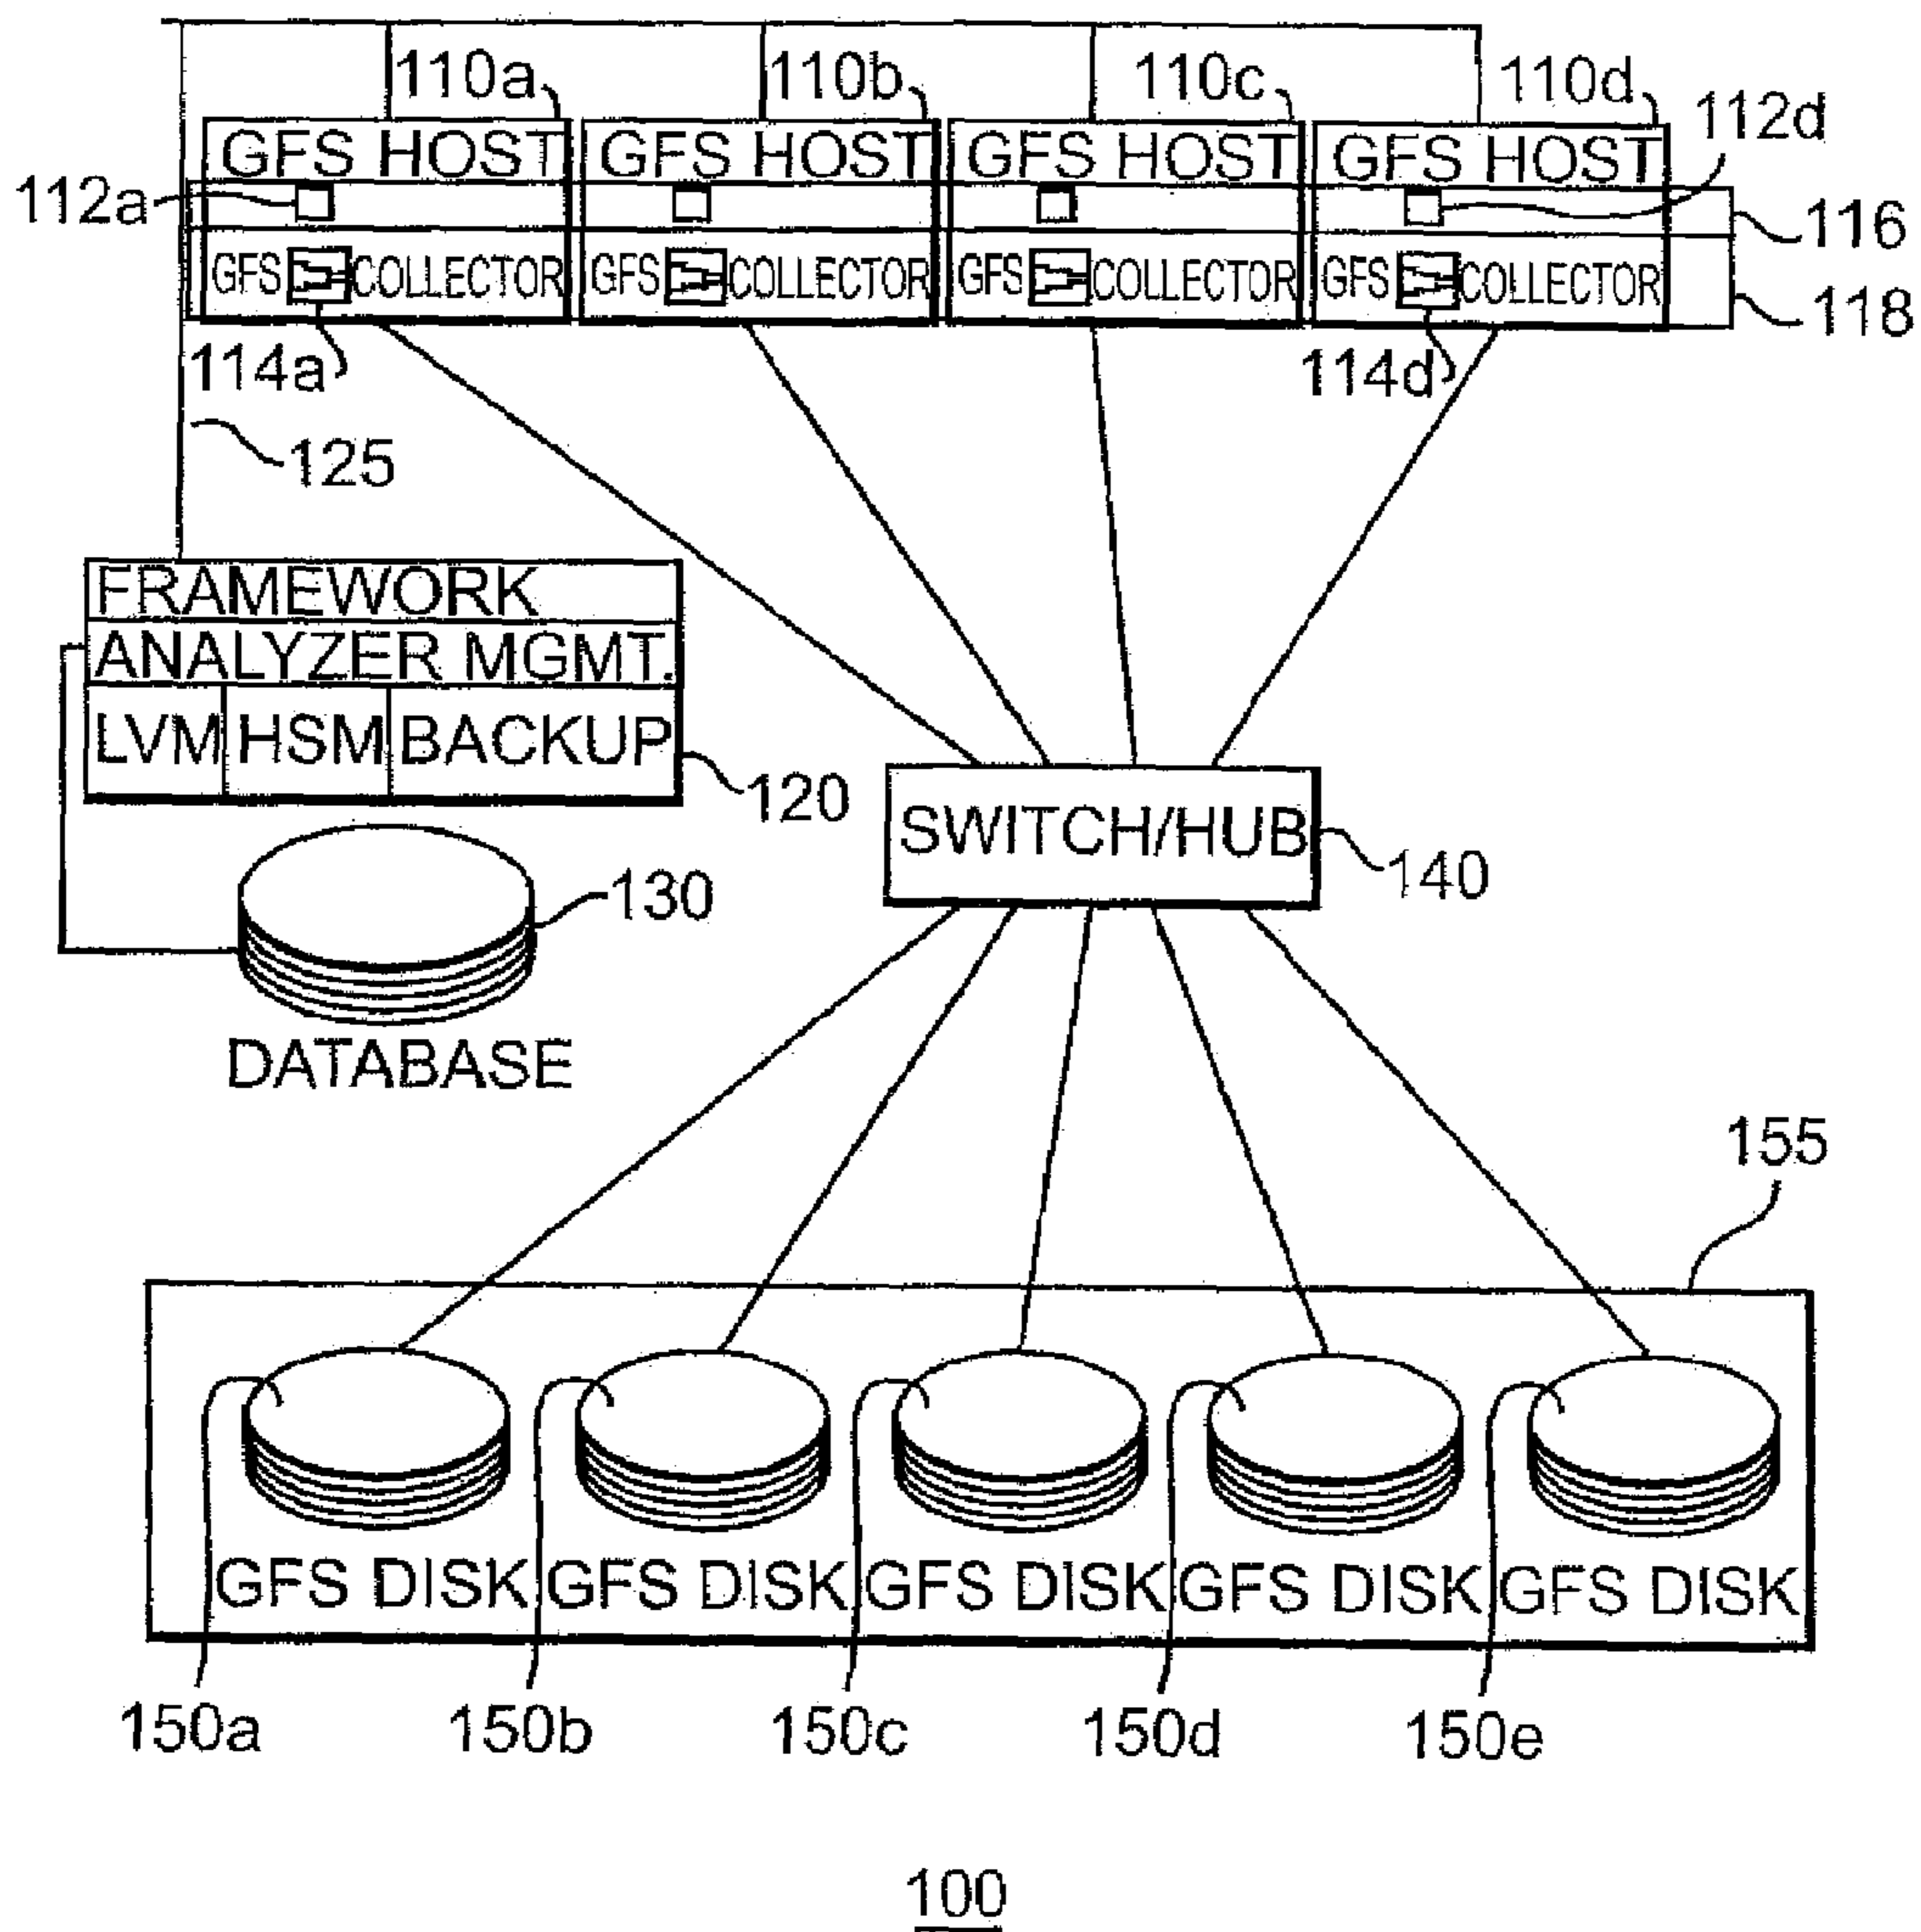 110a 110b 110c 110d 112d
GFS HOST GFS HOST GFS HOST GFS HOST
112a 116
GFS COLLECTOR GFS COLLECTOR GFS COLLECTOR GFS COLLECTOR
118
114a 114d
125
FRAMEWORK
ANALYZER MGMT.
LVM HSM BACKUP
120
SWITCH/HUB
140
130
DATABASE
155
GFS DISK GFS DISK GFS DISK GFS DISK GFS DISK
150a 150b 150c 150d 150e
100